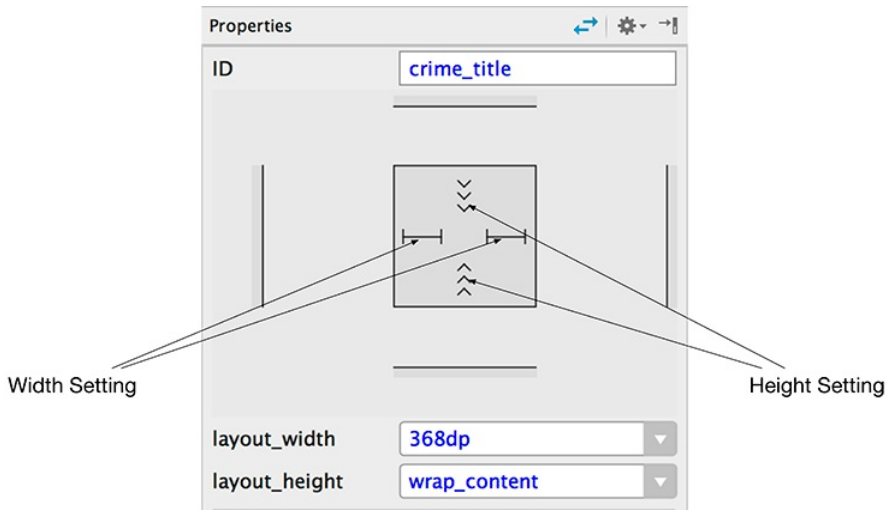 Properties
ID crime_title
Width Setting
Height Setting
layout_width 368dp
layout_height wrap_content